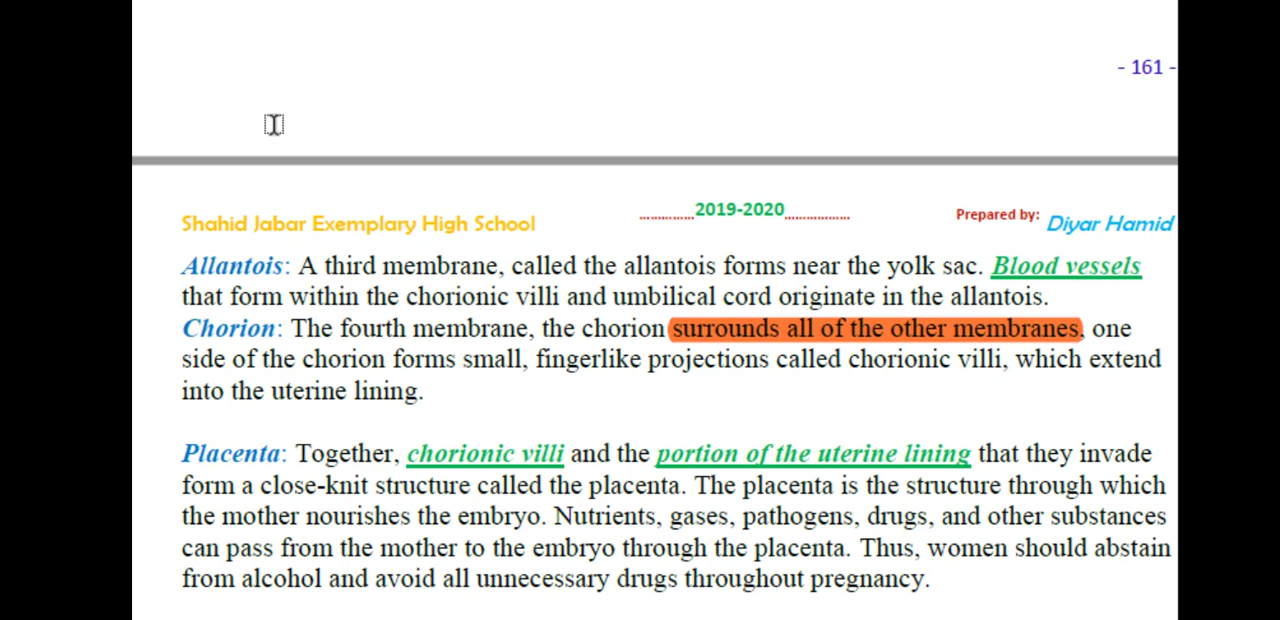 - 161 -
Shahid Jabar Exemplary High School ..............2019-2020................ Prepared by: Diyar Hamid
Allantois: A third membrane, called the allantois forms near the yolk sac. Blood vessels
that form within the chorionic villi and umbilical cord originate in the allantois.
Chorion: The fourth membrane, the chorion surrounds all of the other membranes, one
side of the chorion forms small, fingerlike projections called chorionic villi, which extend
into the uterine lining.
Placenta: Together, chorionic villi and the portion of the uterine lining that they invade
form a close-knit structure called the placenta. The placenta is the structure through which
the mother nourishes the embryo. Nutrients, gases, pathogens, drugs, and other substances
can pass from the mother to the embryo through the placenta. Thus, women should abstain
from alcohol and avoid all unnecessary drugs throughout pregnancy.